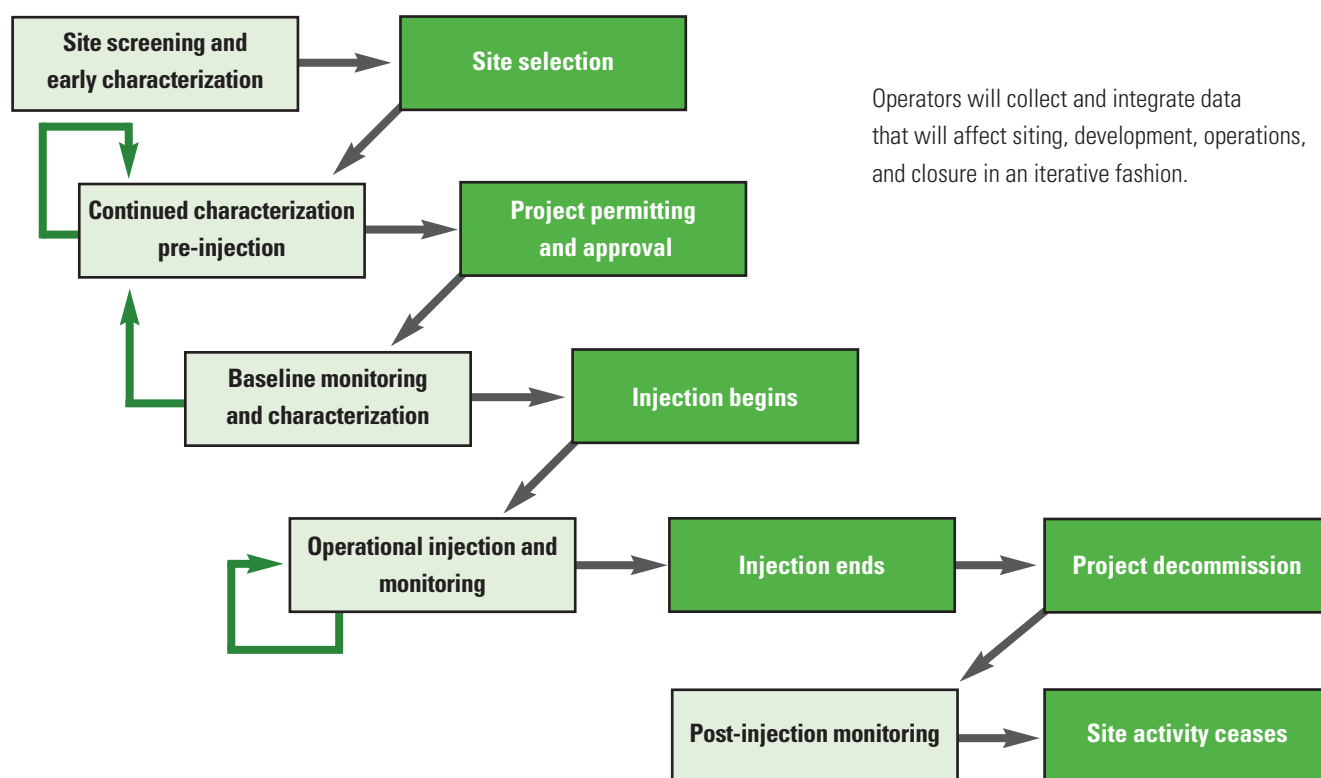 Site screening and
early characterization
Site selection
Operators will collect and integrate data
that will affect siting, development, operations,
and closure in an iterative fashion.
Continued characterization
pre-injection
Project permitting
and approval
Baseline monitoring
and characterization
Injection begins
Operational injection and
monitoring
Injection ends
Project decommission
Post-injection monitoring
Site activity ceases